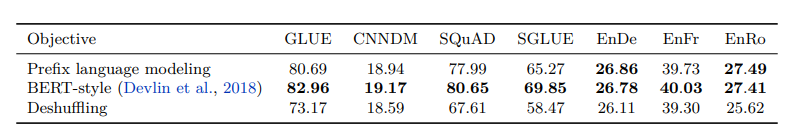 Objective GLUE CNNDM SQuAD SGLUE EnDe EnFr EnRo
Prefix language modeling 80.69 18.94 77.99 65.27 26.86 39.73 27.49
BERT-style (Devlin et al., 2018) 82.96 19.17 80.65 69.85 26.78 40.03 27.41
Deshuffling 73.17 18.59 67.61 58.47 26.11 39.30 25.62